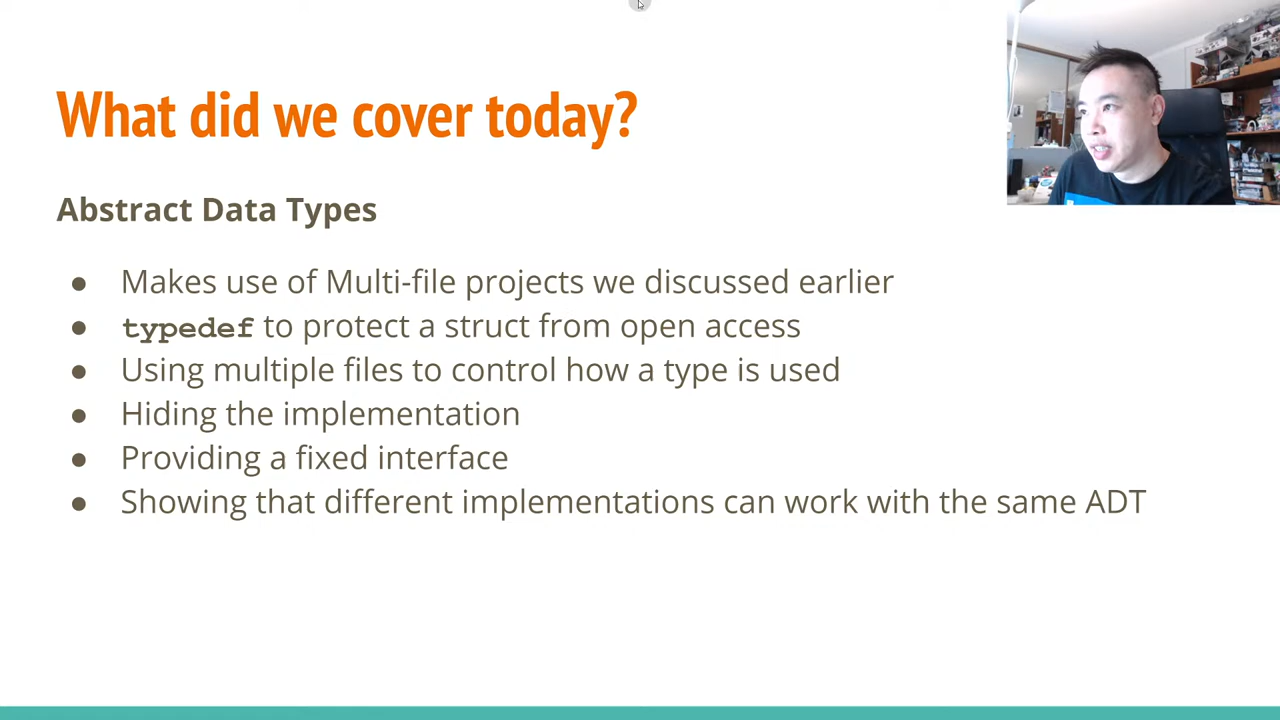 What did we cover today?
Abstract Data Types
● Makes use of Multi-file projects we discussed earlier
● typedef to protect a struct from open access
● Using multiple files to control how a type is used
● Hiding the implementation
● Providing a fixed interface
● Showing that different implementations can work with the same ADT